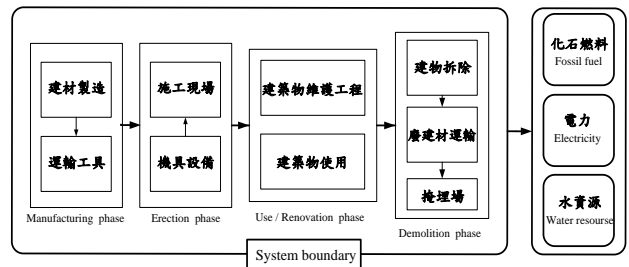 建材製造
運輸工具
Manufacturing phase
施工現場
機具設備
Erection phase
建築物維護工程
建築物使用
Use / Renovation phase
建物拆除
廢建材運輸
掩埋場
Demolition phase
System boundary
化石燃料
Fossil fuel
電力
Electricity
水資源
Water resourse